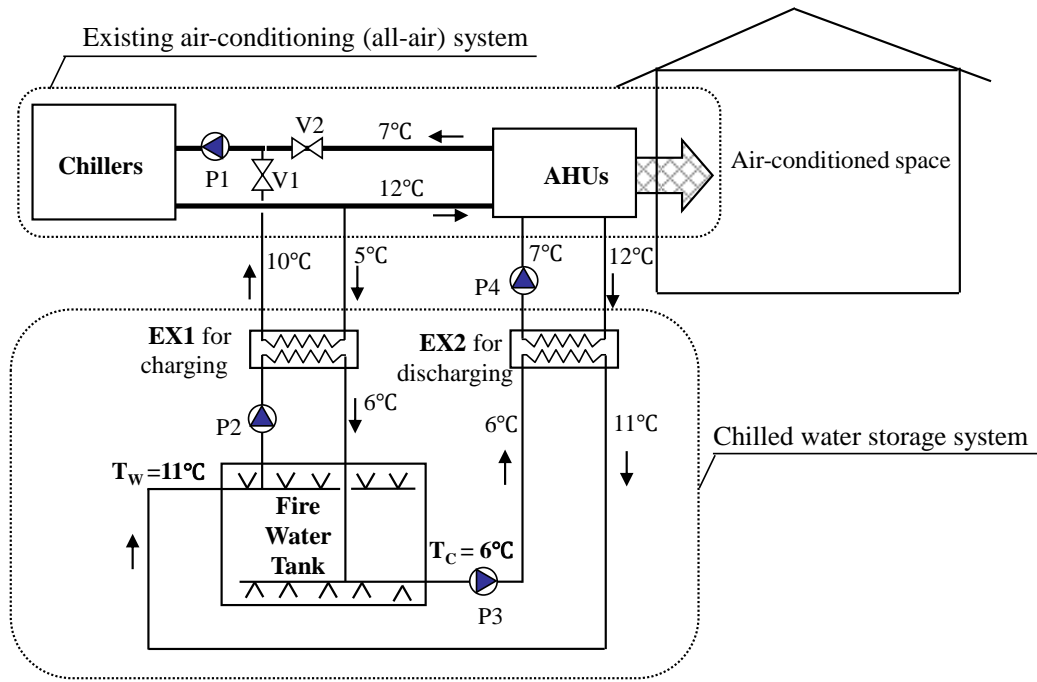 Existing air-conditioning (all-air) system
V2
7℃
Chillers
P1
V1
AHUs
Air-conditioned space
12℃
10℃
5℃
7℃
12℃
P4
EX1 for
charging
EX2 for
discharging
P2
6℃
6℃
11℃
Chilled water storage system
TW =11℃
Fire
Water
Tank
TC = 6℃
P3